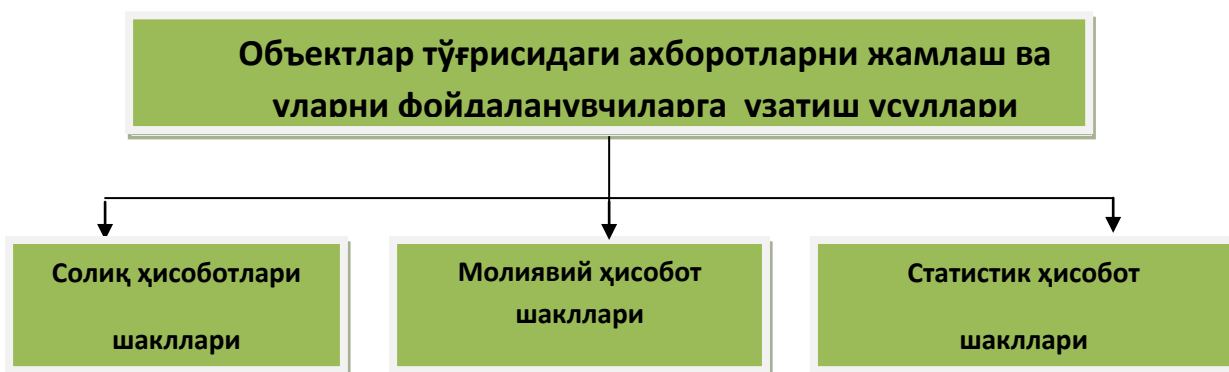 Объектлар тўғрисидаги ахборотларни жамлаш ва
уларни фойдаланувчиларга узатиш усуллари
Солиқ ҳисоботлари
шакллари
Молиявий ҳисобот
шакллари
Статистик ҳисобот
шакллари